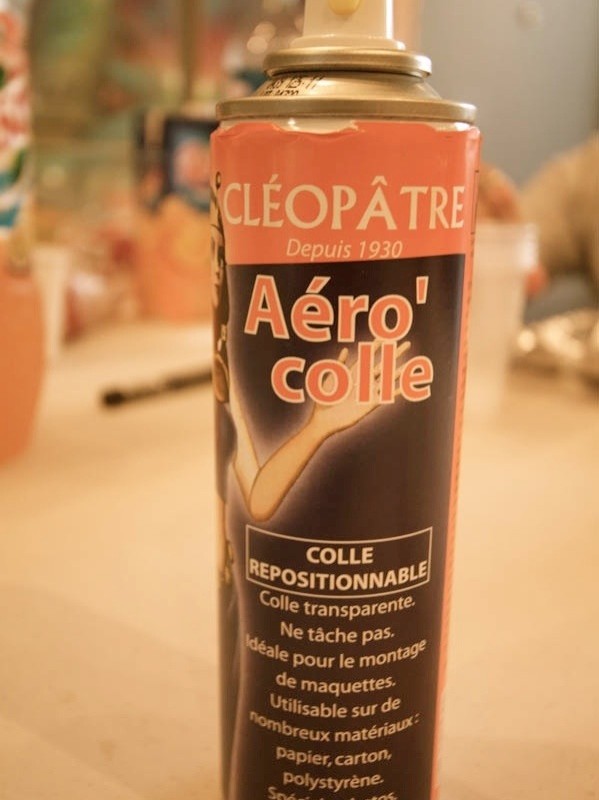 CLÉOPÂTRE
Depuis 1930
Aéro'
colle
COLLE
REPOSITIONNABLE
Colle transparente.
Ne tâche pas.
Idéale pour le montage
de maquettes.
Utilisable sur de
nombreux matériaux :
papier, carton,
polystyrène.